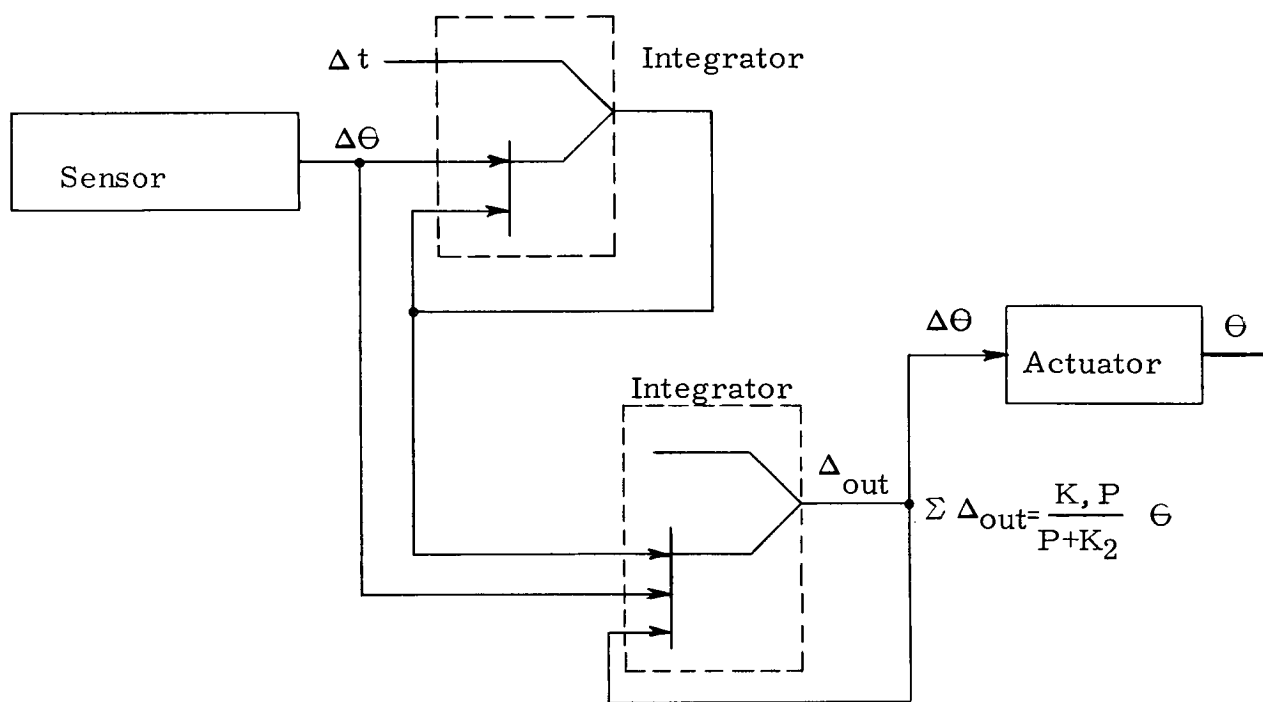 Δt
Integrator
Δθ
Sensor
Integrator
Δθ
θ
Actuator
Δout
Σ Δout = K, P / P+K2 θ